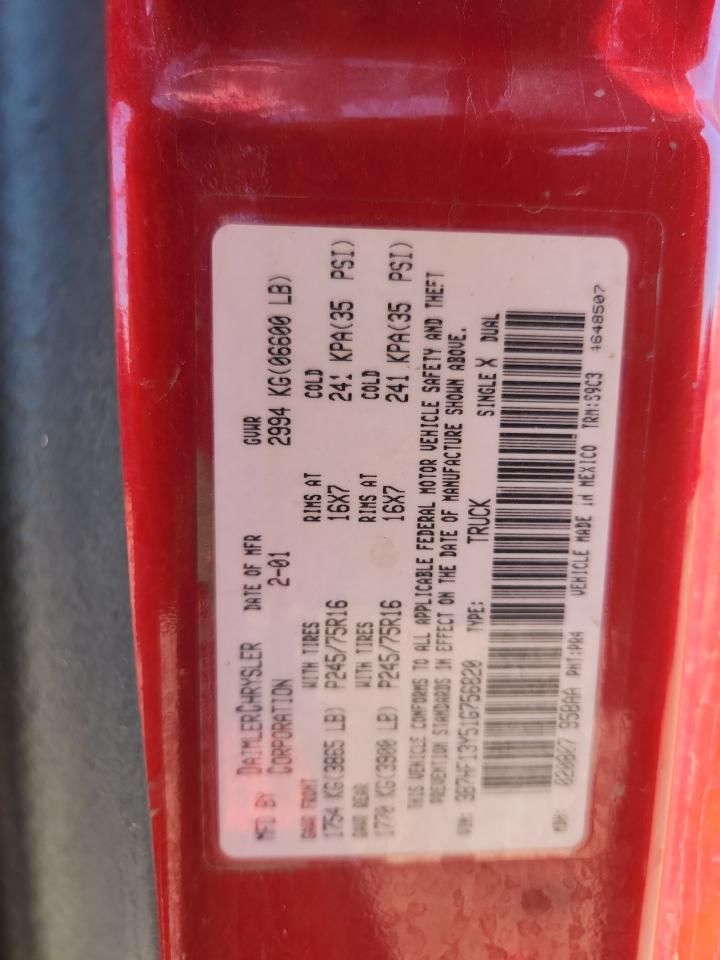 MFD BY DAIMLERCHRYSLER CORPORATION DATE OF MFR 2-01 GVWR 2994 KG(06600 LB)
GAWR FRONT WITH TIRES RIMS AT COLD
1754 KG(3865 LB) P245/75R16 16X7 241 KPA(35 PSI)
GAWR REAR WITH TIRES RIMS AT COLD
1770 KG(3900 LB) P245/75R16 16X7 241 KPA(35 PSI)
THIS VEHICLE CONFORMS TO ALL APPLICABLE FEDERAL MOTOR VEHICLE SAFETY AND THEFT
PREVENTION STANDARDS IN EFFECT ON THE DATE OF MANUFACTURE SHOWN ABOVE.
VIN: 3B7HF13Y51G756820 TYPE: TRUCK SINGLE X DUAL
MDH: 020807 958AA PNT:PR4 VEHICLE MADE IN MEXICO TRM:S9C3 4648507